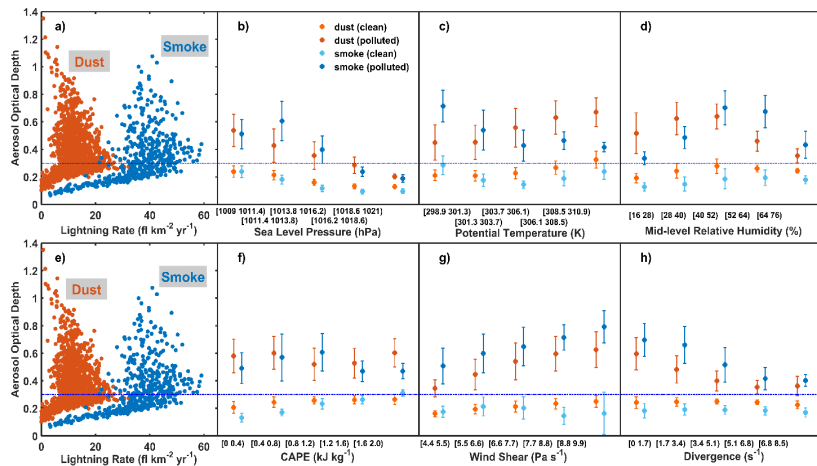 a)
Dust
Smoke
Aerosol Optical Depth
1.4
1.2
1
0.8
0.6
0.4
0.2
0
0 20 40 60
Lightning Rate (fl km-2 yr-1)
b)
dust (clean)
dust (polluted)
smoke (clean)
smoke (polluted)
[1009 1011.4) [1013.8 1016.2) [1018.6 1021)
[1011.4 1013.8) [1016.2 1018.6)
Sea Level Pressure (hPa)
c)
[298.9 301.3) [303.7 306.1) [308.5 310.9)
[301.3 303.7) [306.1 308.5)
Potential Temperature (K)
d)
[16 28) [28 40) [40 52) [52 64) [64 76)
Mid-level Relative Humidity (%)
e)
Dust
Smoke
Aerosol Optical Depth
1.4
1.2
1
0.8
0.6
0.4
0.2
0
0 20 40 60
Lightning Rate (fl km-2 yr-1)
f)
[0 0.4) [0.4 0.8) [0.8 1.2) [1.2 1.6) [1.6 2.0)
CAPE (kJ kg-1)
g)
[4.4 5.5) [5.5 6.6) [6.6 7.7) [7.7 8.8) [8.8 9.9)
Wind Shear (Pa s-1)
h)
[0 1.7) [1.7 3.4) [3.4 5.1) [5.1 6.8) [6.8 8.5)
Divergence (s-1)